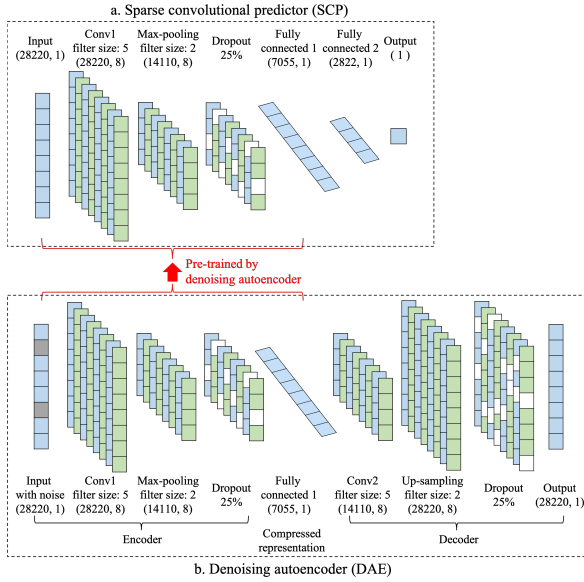 a. Sparse convolutional predictor (SCP)
Input
(28220, 1)
Conv1
filter size: 5
(28220, 8)
Max-pooling
filter size: 2
(14110, 8)
Dropout
25%
Fully
connected 1
(7055, 1)
Fully
connected 2
(2822, 1)
Output
( 1 )
Pre-trained by
denoising autoencoder
Input
with noise
(28220, 1)
Conv1
filter size: 5
(28220, 8)
Max-pooling
filter size: 2
(14110, 8)
Dropout
25%
Fully
connected 1
(7055, 1)
Conv2
filter size: 5
(14110, 8)
Up-sampling
filter size: 2
(28220, 8)
Dropout
25%
Output
(28220, 1)
Encoder
Compressed
representation
Decoder
b. Denoising autoencoder (DAE)